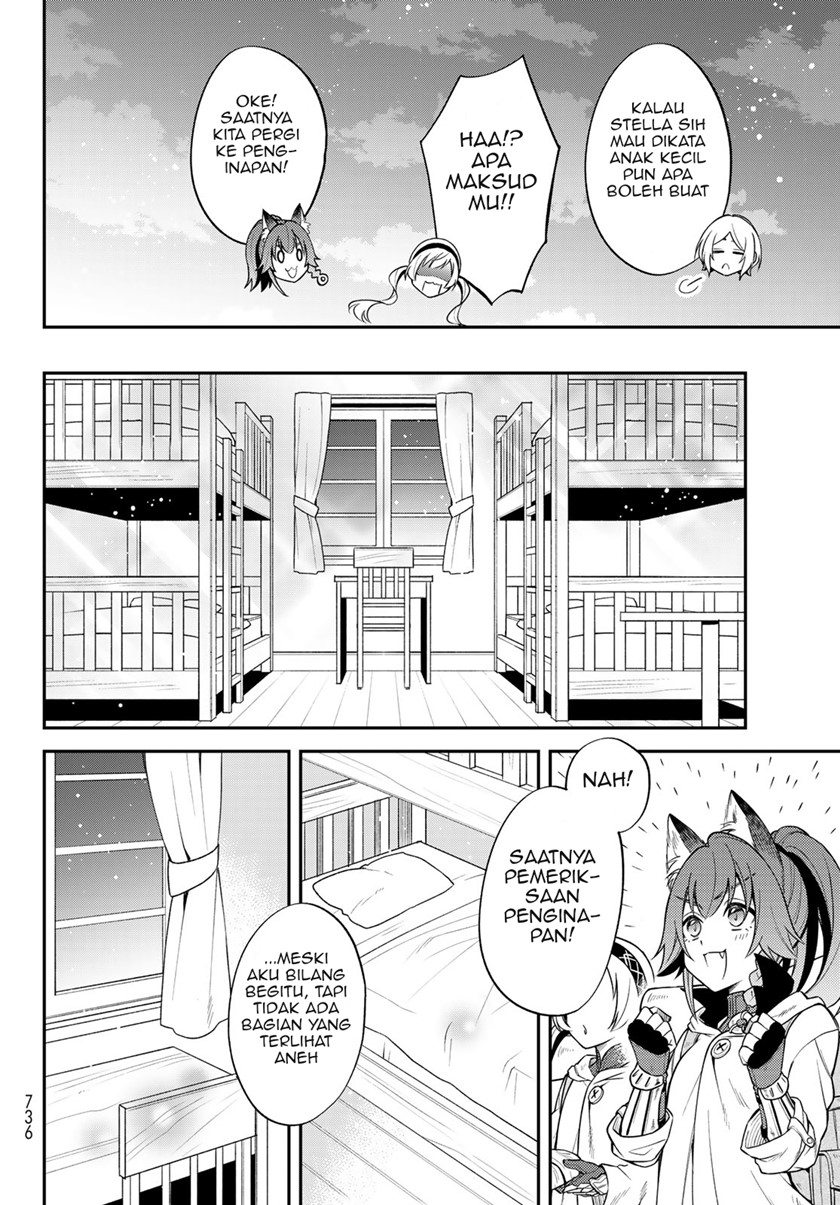 KALAU
STELLA SIH
MAU DIKATA
ANAK KECIL
PUN APA
BOLEH BUAT
HAA!?
APA
MAKSUD
MU!!
OKE!
SAATNYA
KITA PERGI
KE PENG-
INAPAN!
NAH!
SAATNYA
PEMERIK-
SAAN
PENGINA-
PAN!
...MESKI
AKU BILANG
BEGITU, TAPI
TIDAK ADA
BAGIAN YANG
TERLIHAT
ANEH
736